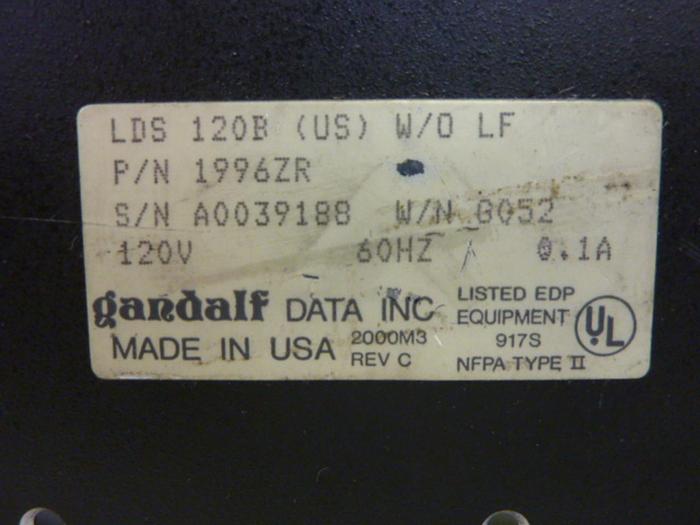 LDS 120B (US) W/O LF
P/N 1996ZR
S/N A0039188 W/N GQ52
120V 60HZ 0.1A
gandalf DATA INC
MADE IN USA
2000M3
REV C
LISTED EDP
EQUIPMENT
917S
NFPA TYPE II
UL